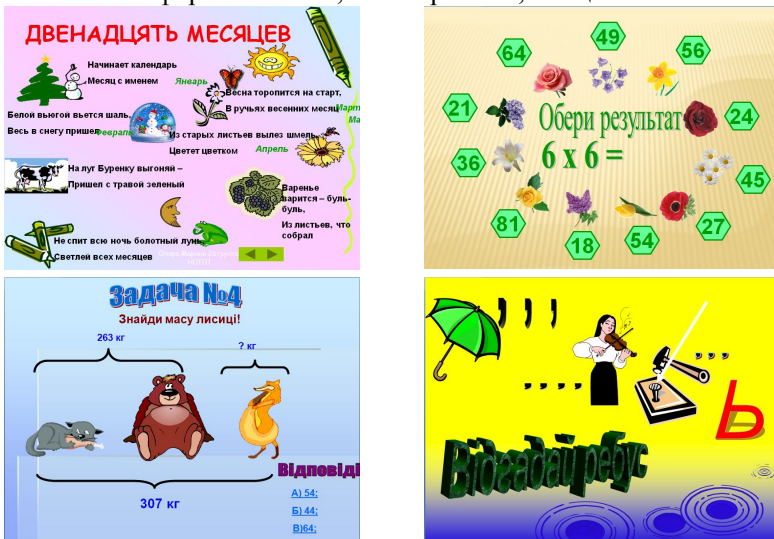 ДВЕНАДЦАТЬ МЕСЯЦЕВ
Начинает календарь
Месяц с именем Январь
Весна торопится на старт,
В ручьях весенних месяц Март
Белой вьюгой вьется шаль,
Весь в снегу пришел Февраль
Из старых листьев вылез шмель,
Цветет цветком Апрель
На луг Буренку выгоняй –
Пришел с травой зеленый
Варенье
варится – буль-
буль,
Из листьев, что
собрал
Не спит всю ночь болотный лунь,
Светлей всех месяцев
64
49
56
21
Обери результат
24
36
6 х 6 =
45
81
18
54
27
Задача №4
Знайди масу лисиці!
263 кг
? кг
307 кг
Відповіді
А) 54;
Б) 44;
В)64;
, , ,
, , ,
, , , ,
Ь
Відгадай ребус